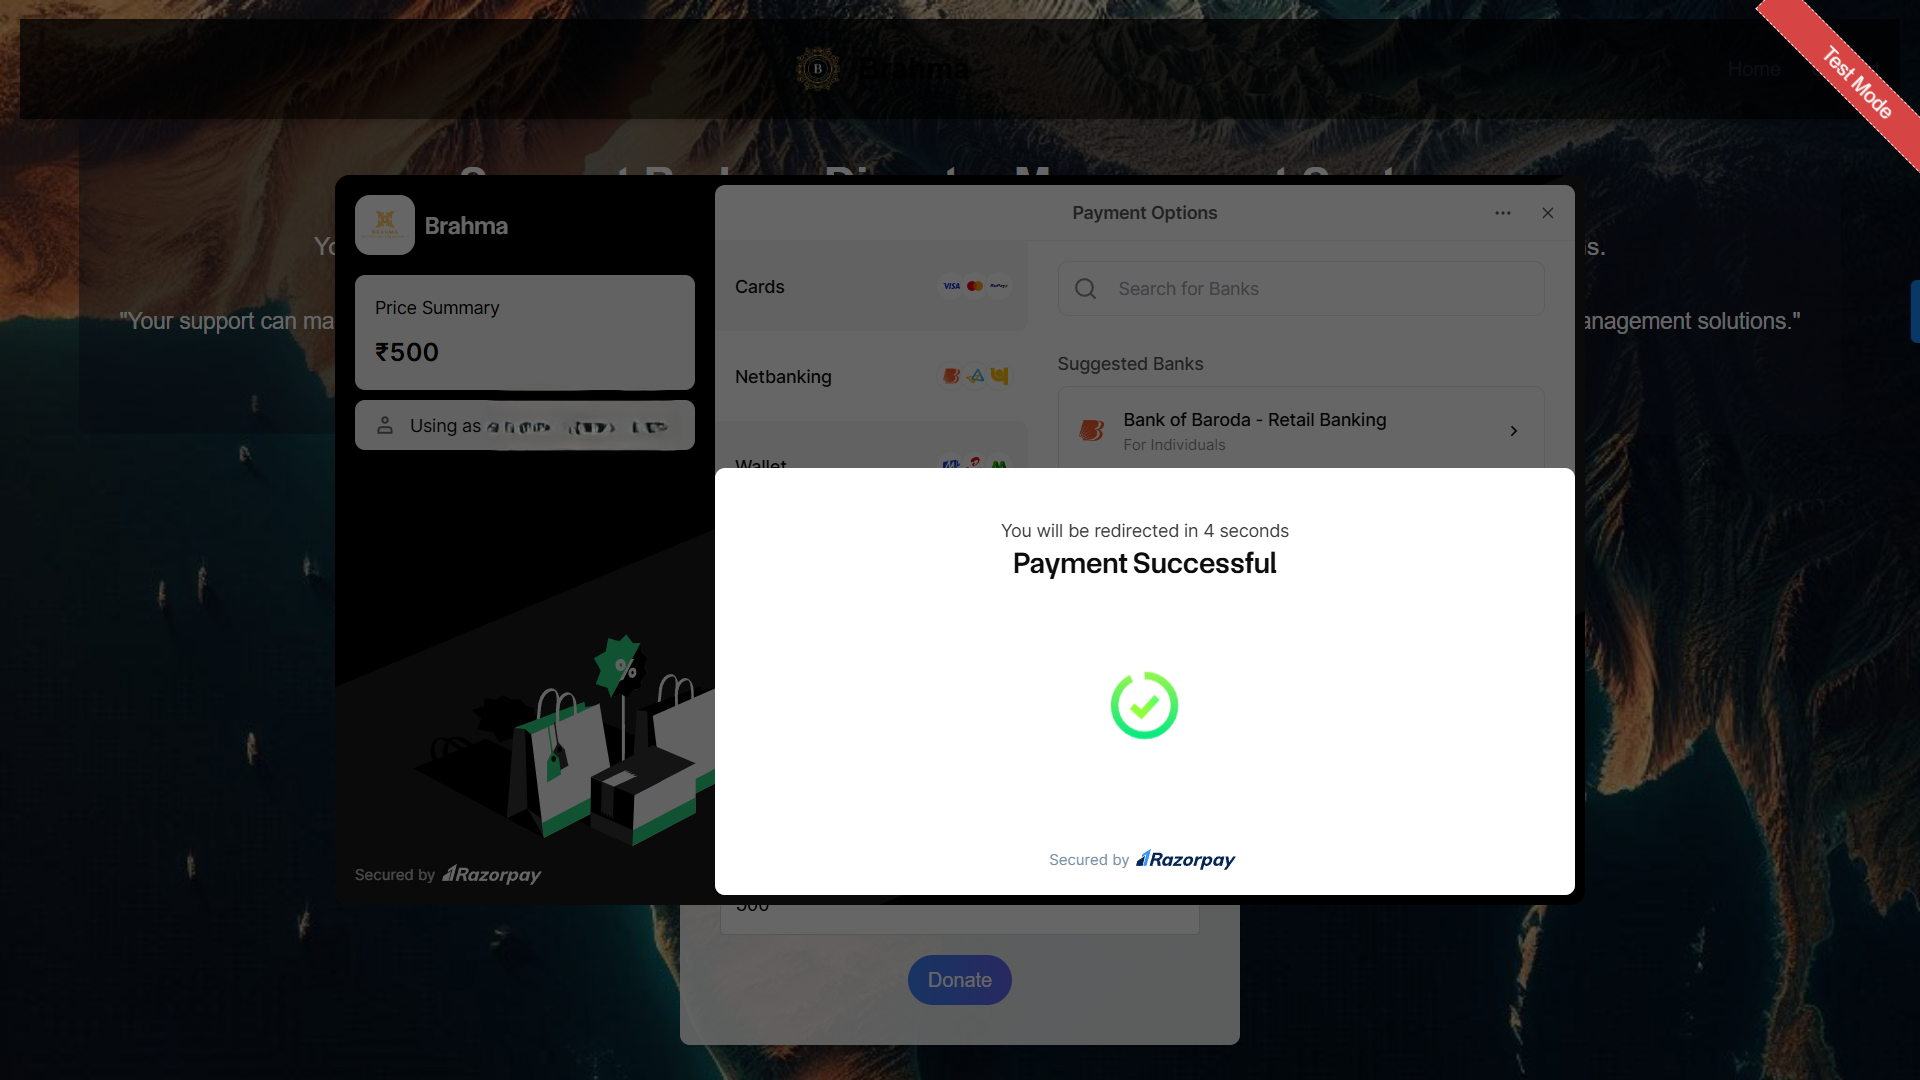 Brahma
Home
Test Mode
"Your support can ma
anagement solutions."
s.
Brahma
Price Summary
₹500
Using as
Secured by Razorpay
Payment Options
Cards
VISA
RuPay
Netbanking
Wallet
Search for Banks
Suggested Banks
Bank of Baroda - Retail Banking
For Individuals
You will be redirected in 4 seconds
Payment Successful
%
Secured by Razorpay
500
Donate